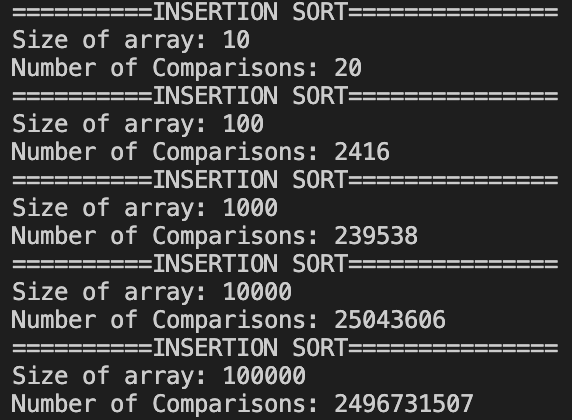 ==========INSERTION SORT===============
Size of array: 10
Number of Comparisons: 20
==========INSERTION SORT===============
Size of array: 100
Number of Comparisons: 2416
==========INSERTION SORT===============
Size of array: 1000
Number of Comparisons: 239538
==========INSERTION SORT===============
Size of array: 10000
Number of Comparisons: 25043606
==========INSERTION SORT===============
Size of array: 100000
Number of Comparisons: 2496731507